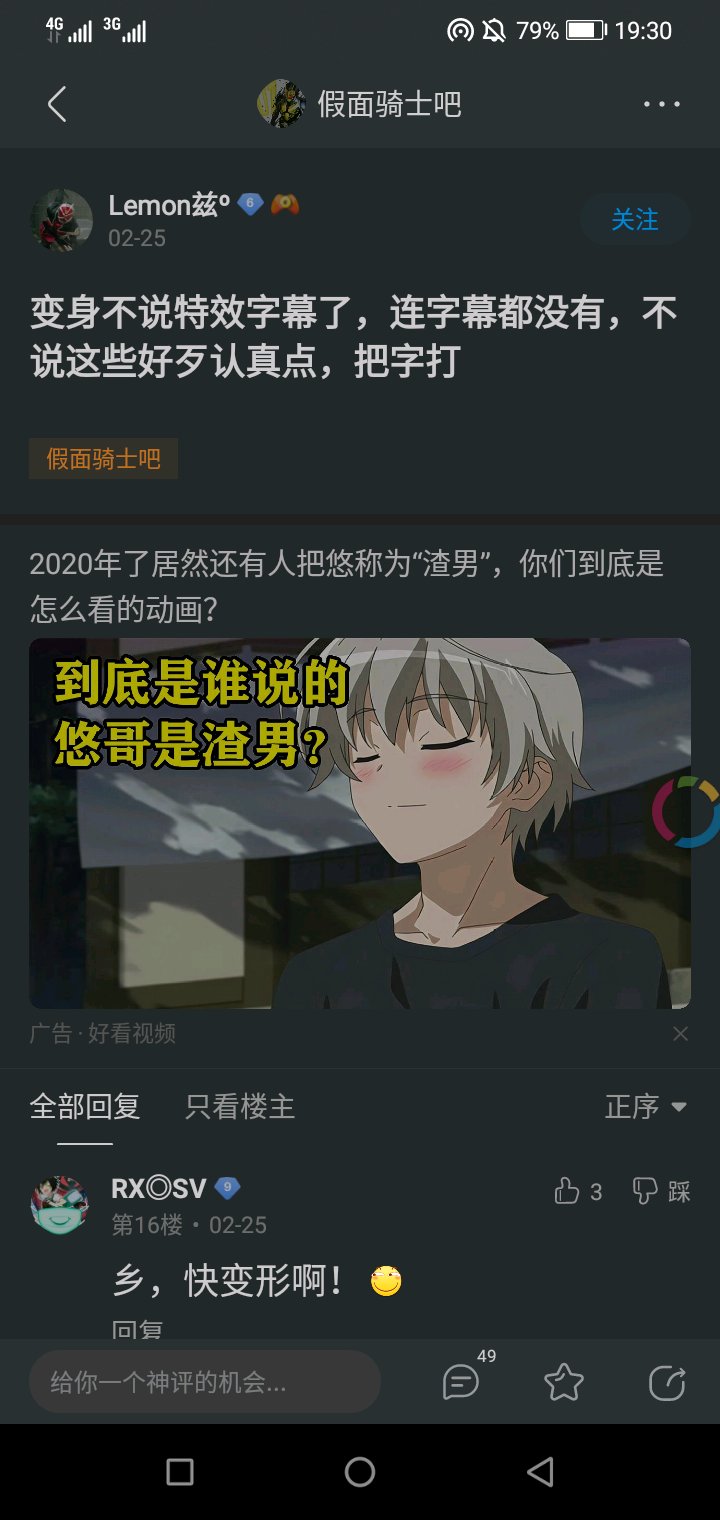 4G 3G 79% 19:30
假面骑士吧
Lemon兹º 6
02-25
关注
变身不说特效字幕了，连字幕都没有，不
说这些好歹认真点，把字打
假面骑士吧
2020年了居然还有人把悠称为“渣男”，你们到底是
怎么看的动画？
到底是谁说的
悠哥是渣男？
广告 · 好看视频
全部回复 只看楼主 正序
RX◎SV 9 3 踩
第16楼 • 02-25
乡，快变形啊！
回复
给你一个神评的机会... 49